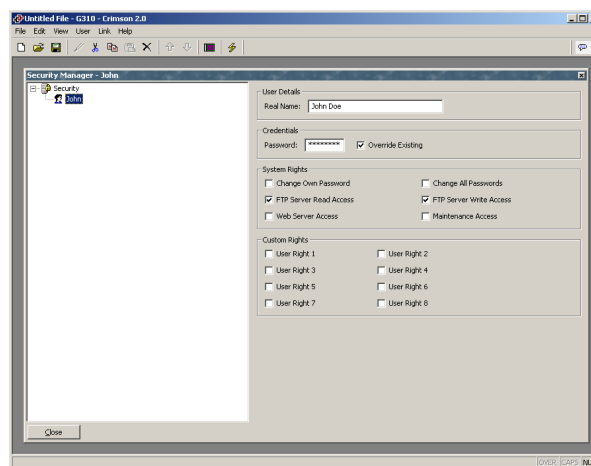 Untitled File - G310 - Crimson 2.0
File Edit View User Link Help
Security Manager - John
Security
John
User Details
Real Name: John Doe
Credentials
Password: ******** Override Existing
System Rights
Change Own Password Change All Passwords
FTP Server Read Access FTP Server Write Access
Web Server Access Maintenance Access
Custom Rights
User Right 1 User Right 2
User Right 3 User Right 4
User Right 5 User Right 6
User Right 7 User Right 8
Close
OVER CAPS NU